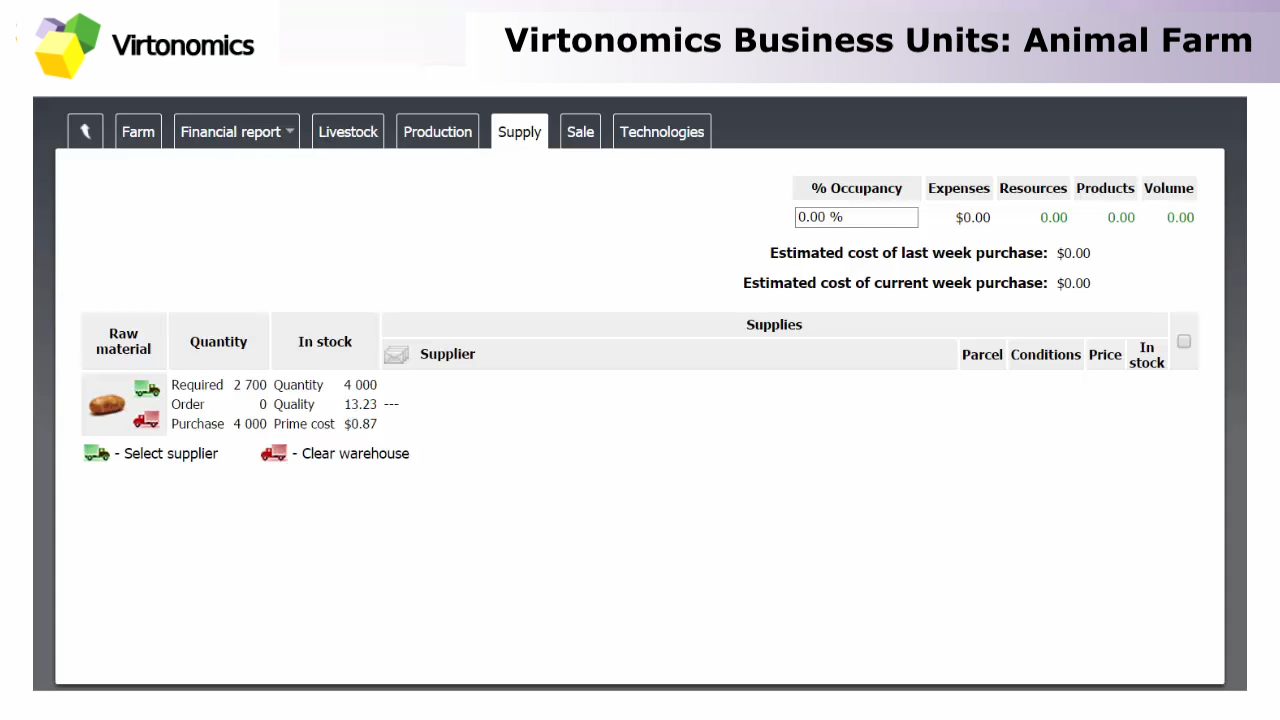 Virtonomics
Virtonomics Business Units: Animal Farm
Farm Financial report Livestock Production Supply Sale Technologies
% Occupancy Expenses Resources Products Volume
0.00 % $0.00 0.00 0.00 0.00
Estimated cost of last week purchase: $0.00
Estimated cost of current week purchase: $0.00
Raw material Quantity In stock Supplies
Supplier Parcel Conditions Price In stock
Required 2 700 Quantity 4 000
Order 0 Quality 13.23 ---
Purchase 4 000 Prime cost $0.87
- Select supplier - Clear warehouse